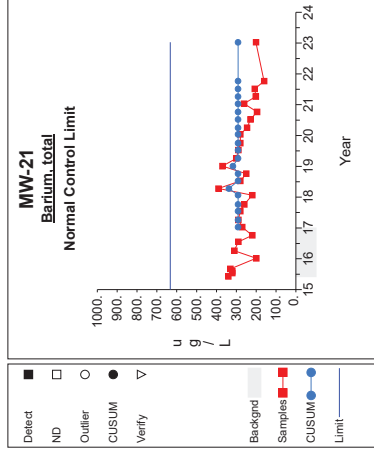 MW-21
Barium, total
Normal Control Limit
1000.
900.
800.
700.
600.
500.
400.
300.
200.
100.
0.
u g / L
15
16
17
18
19
20
21
22
23
24
Year
Detect
ND
Outlier
CUSUM
Verify
Backgnd
Samples
CUSUM
Limit